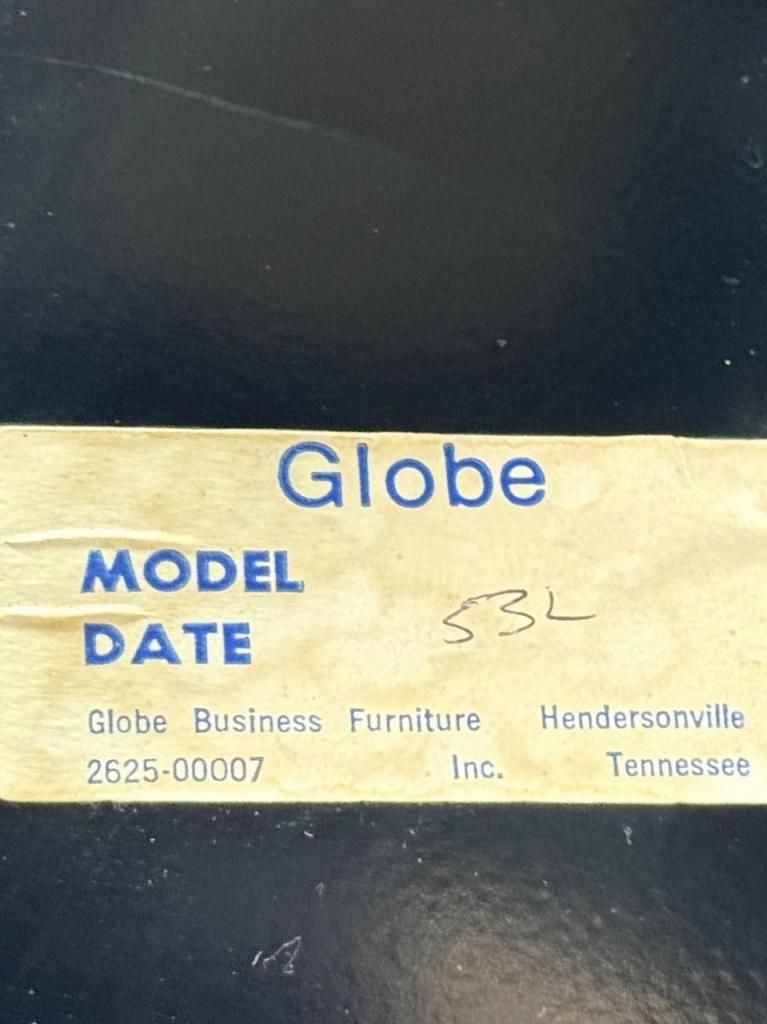 Globe
MODEL
DATE 53L
Globe Business Furniture Hendersonville
2625-00007 Inc. Tennessee